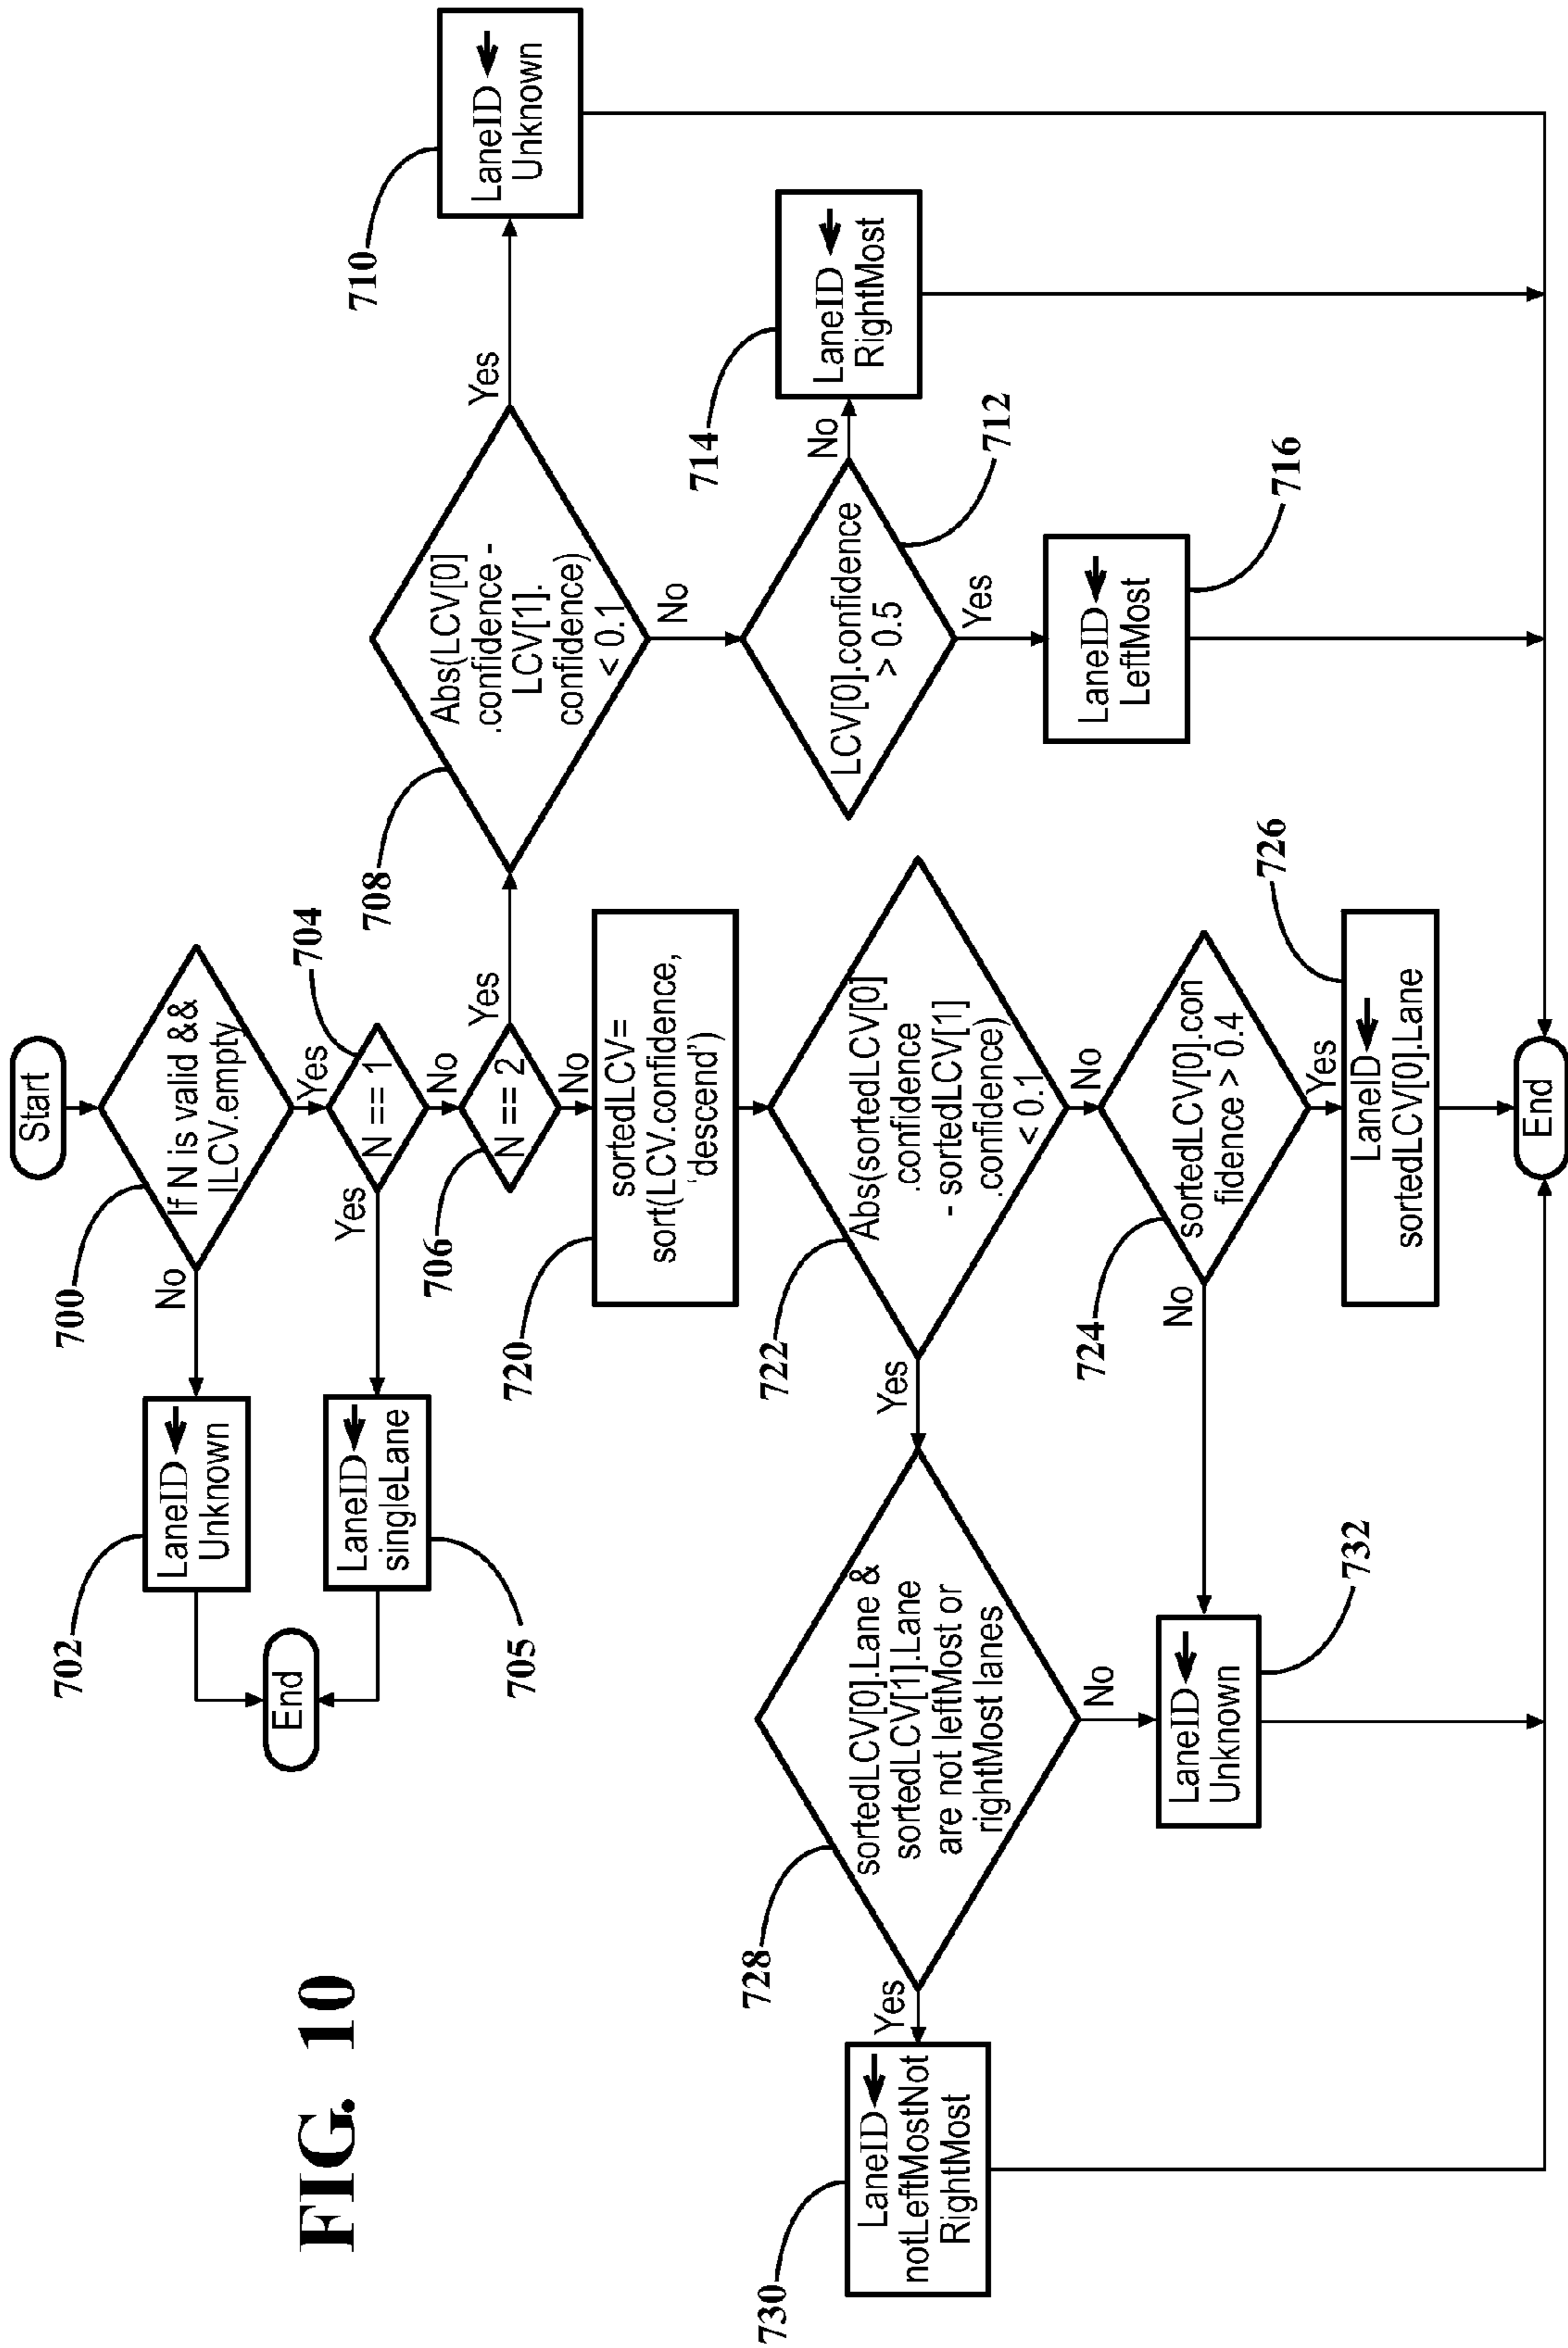 FIG. 10
Start
700
If N is valid &&
!LCV.empty
No
702
LaneID
Unknown
Yes
704
N == 1
Yes
LaneID
singleLane
705
End
No
706
N == 2
Yes
708
Abs(LCV[0]
.confidence -
LCV[1].
confidence)
< 0.1
Yes
710
LaneID
Unknown
No
LCV[0].confidence
> 0.5
712
No
714
LaneID
RightMost
Yes
LaneID
LeftMost
716
No
720
sortedLCV=
sort(LCV.confidence,
‘descend’)
722
Abs(sortedLCV[0]
.confidence
- sortedLCV[1]
.confidence)
< 0.1
Yes
728
sortedLCV[0].Lane &
sortedLCV[1].Lane
are not leftMost or
rightMost lanes
Yes
730
LaneID
notLeftMostNot
RightMost
No
LaneID
Unknown
732
No
724
sortedLCV[0].con
fidence > 0.4
No
Yes
726
LaneID
sortedLCV[0].Lane
End